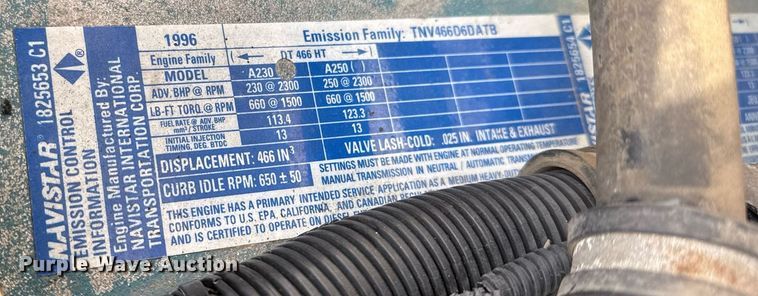 NAVISTAR® 1825653 C1
EMISSION CONTROL
INFORMATION
Engine Manufactured By:
NAVISTAR INTERNATIONAL
TRANSPORTATION CORP.
1996 Emission Family: TNV466D6DATB
Engine Family ( DT 466 HT )
MODEL A230 A250
ADV. BHP @ RPM 230 @ 2300 250 @ 2300
LB-FT TORQ. @ RPM 660 @ 1500 660 @ 1500
FUEL RATE @ ADV. BHP 113.4 123.3
mm³ / STROKE
INITIAL INJECTION 13 13
TIMING, DEG. BTDC
DISPLACEMENT: 466 IN³ VALVE LASH-COLD: .025 IN. INTAKE & EXHAUST
CURB IDLE RPM: 650 ± 50 SETTINGS MUST BE MADE WITH ENGINE AT NORMAL OPERATING TEMPERATURE
MANUAL TRANSMISSION IN NEUTRAL / AUTOMATIC
THIS ENGINE HAS A PRIMARY INTENDED SERVICE APPLICATION AS A MEDIUM HEAVY
CONFORMS TO U.S. EPA, CALIFORNIA, AND CANADIAN
AND IS CERTIFIED TO OPERATE ON DIESEL
NAVISTAR® 1825654 C1
Purple Wave Auction